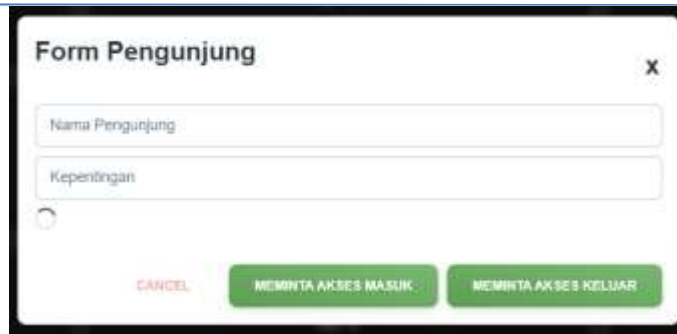 Form Pengunjung
x
Nama Pengunjung
Kepentingan
CANCEL MEMINTA AKSES MASUK MEMINTA AKSES KELUAR